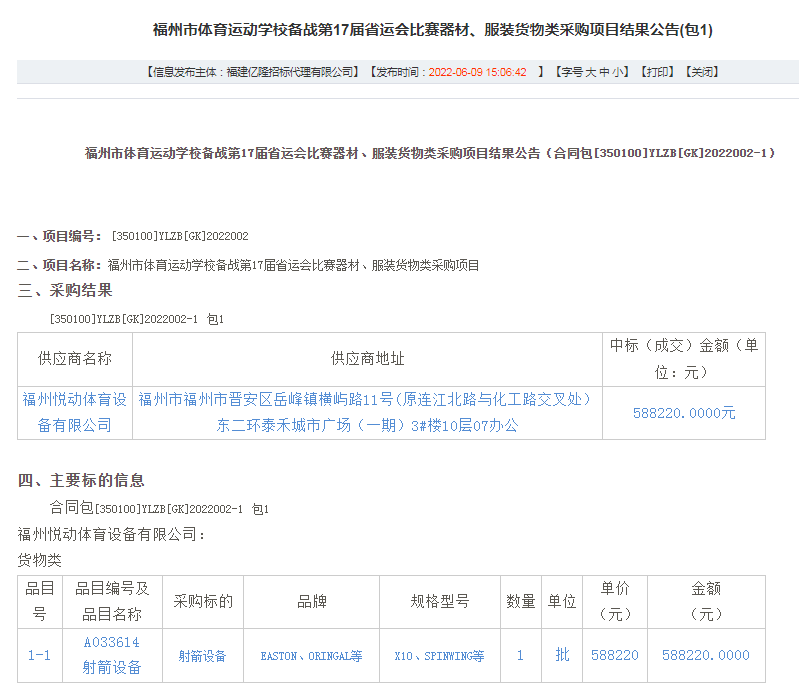 福州市体育运动学校备战第17届省运会比赛器材、服装货物类采购项目结果公告(包1)
【信息发布主体：福建亿隆招标代理有限公司】 【发布时间：2022-06-09 15:06:42 】 【字号 大 中 小】 【打印】 【关闭】
福州市体育运动学校备战第17届省运会比赛器材、服装货物类采购项目结果公告（合同包[350100]YLZB[GK]2022002-1）
一、项目编号：[350100]YLZB[GK]2022002
二、项目名称：福州市体育运动学校备战第17届省运会比赛器材、服装货物类采购项目
三、采购结果
[350100]YLZB[GK]2022002-1 包1
供应商名称 供应商地址 中标（成交）金额（单
位：元）
福州悦动体育设
备有限公司
福州市福州市晋安区岳峰镇横屿路11号(原连江北路与化工路交叉处）
东二环泰禾城市广场（一期）3#楼10层07办公
588220.0000元
四、主要标的信息
合同包[350100]YLZB[GK]2022002-1 包1
福州悦动体育设备有限公司：
货物类
品目
号
品目编号及
品目名称
采购标的 品牌 规格型号 数量 单位
单价
（元）
金额
（元）
1-1
A033614
射箭设备
射箭设备 EASTON、ORINGAL等 X10、SPINWING等 1 批 588220 588220.0000